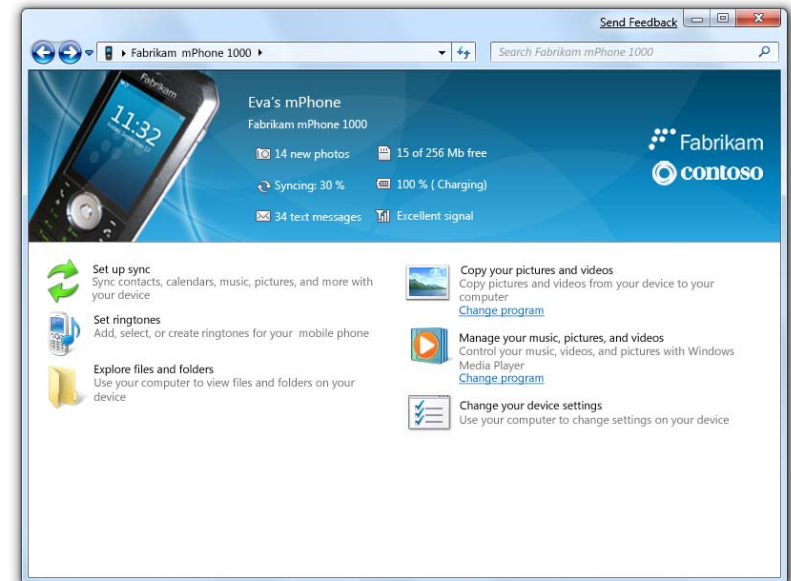 Send Feedback
Fabrikam mPhone 1000
Search Fabrikam mPhone 1000
Fabrikam
11:32
Eva's mPhone
Fabrikam mPhone 1000
14 new photos
15 of 256 Mb free
Syncing: 30 %
100 % ( Charging)
34 text messages
Excellent signal
Fabrikam
contoso
Set up sync
Sync contacts, calendars, music, pictures, and more with
your device
Set ringtones
Add, select, or create ringtones for your mobile phone
Explore files and folders
Use your computer to view files and folders on your
device
Copy your pictures and videos
Copy pictures and videos from your device to your
computer
Change program
Manage your music, pictures, and videos
Control your music, videos, and pictures with Windows
Media Player
Change program
Change your device settings
Use your computer to change settings on your device